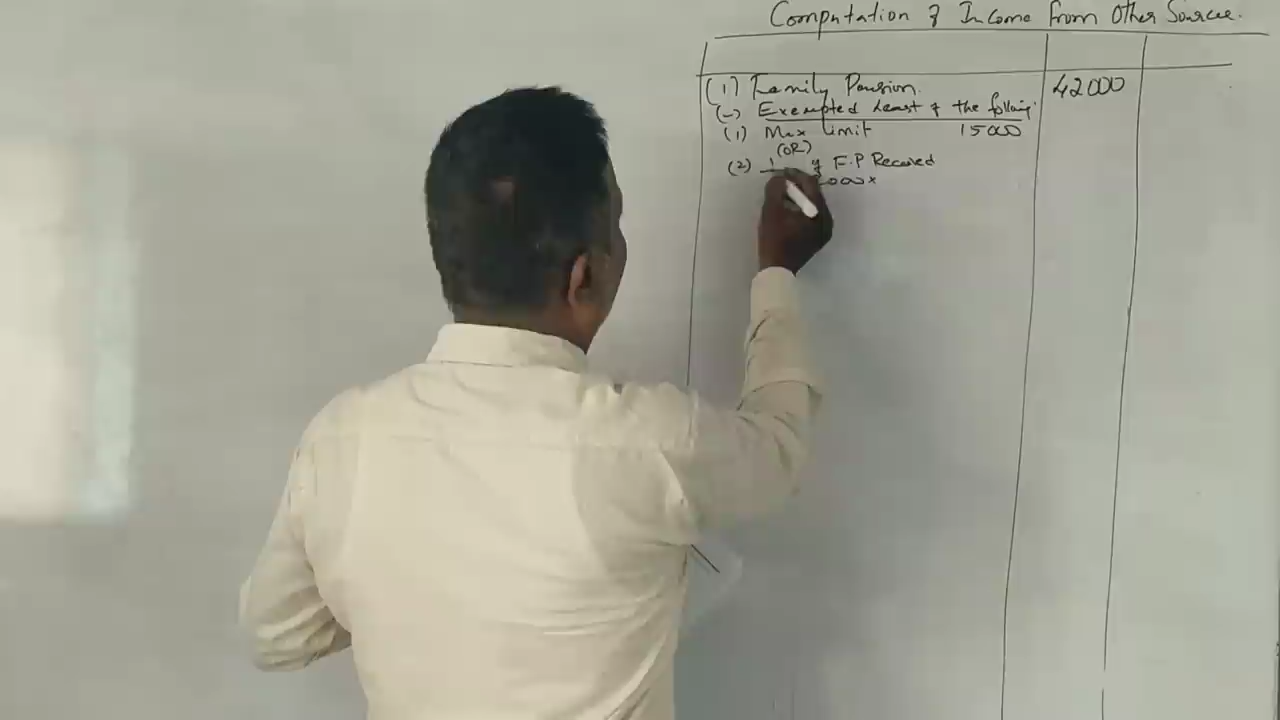 Computation of Income from Other Sources.
(1) Family Pension. 42000
(-) Exempted least of the following:
(1) Max limit 15000
(OR)
(2) 1 of F.P Received
000 x